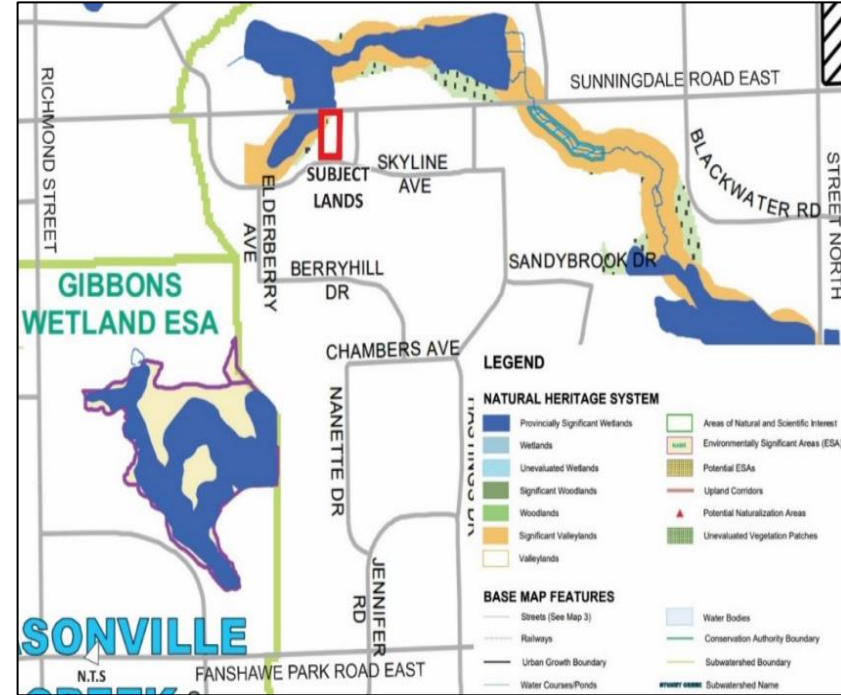 SUNNINGDALE ROAD EAST
RICHMOND STREET
SUBJECT
LANDS
SKYLINE
AVE
ELDERBERRY
AVE
BLACKWATER RD
STREET NORTH
BERRYHILL
DR
SANDYBROOK DR
GIBBONS
WETLAND ESA
CHAMBERS AVE
NANETTE DR
JENNIFER
RD
SONVILLE
N.T.S
FANSHAWE PARK ROAD EAST
LEGEND
NATURAL HERITAGE SYSTEM
Provincially Significant Wetlands
Wetlands
Unevaluated Wetlands
Significant Woodlands
Woodlands
Significant Valleylands
Valleylands
Areas of Natural and Scientific Interest
Environmentally Significant Areas (ESA)
Potential ESAs
Upland Corridors
Potential Naturalization Areas
Unevaluated Vegetation Patches
BASE MAP FEATURES
Streets (See Map 3)
Railways
Urban Growth Boundary
Water Courses/Ponds
Water Bodies
Conservation Authority Boundary
Subwatershed Boundary
Subwatershed Name